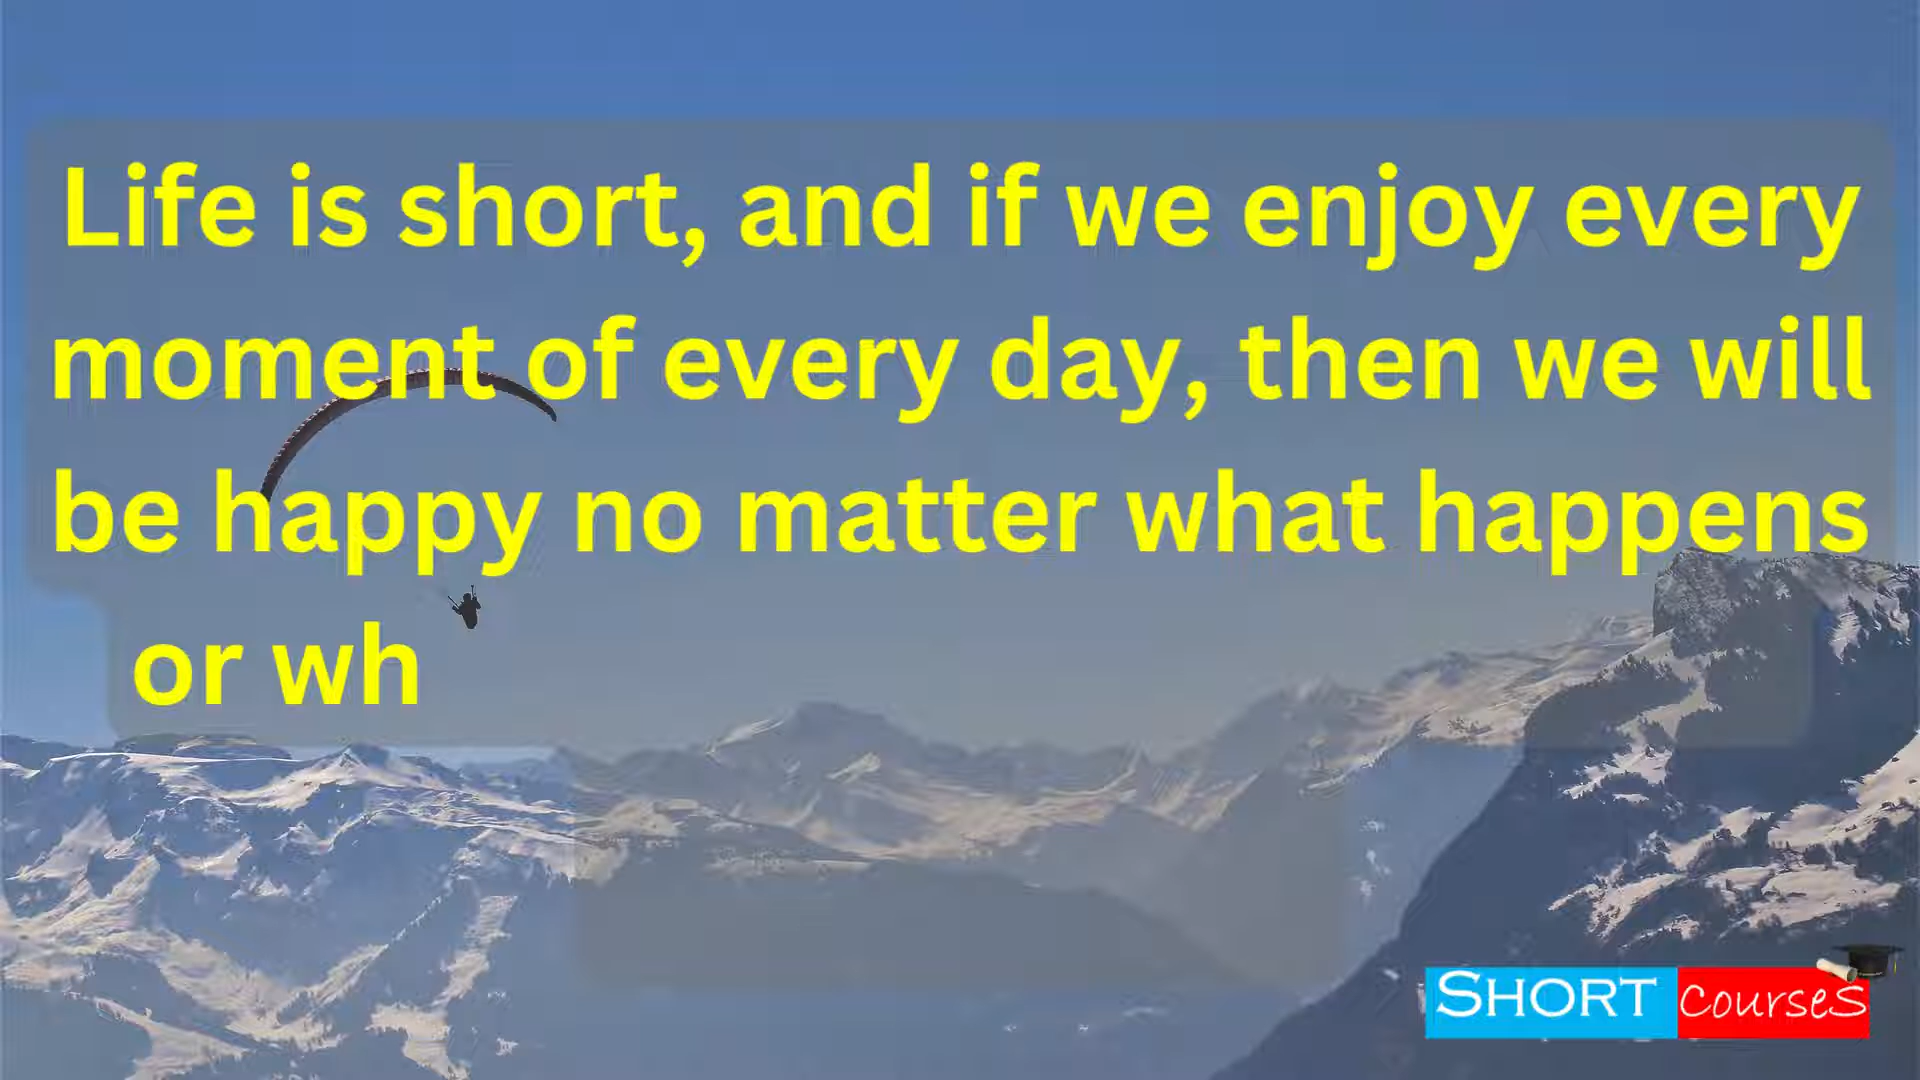 Life is short, and if we enjoy every
moment of every day, then we will
be happy no matter what happens
or wh
SHORT CourseS